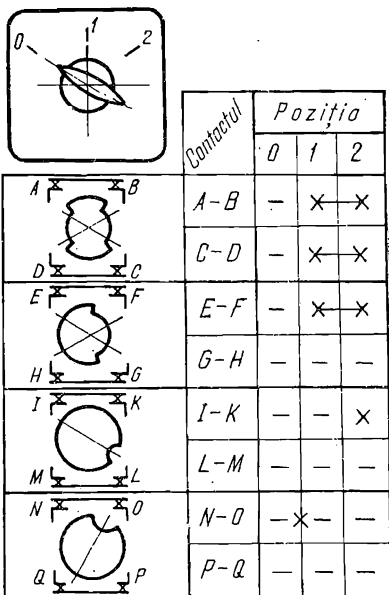 0 1 2
Contactul Poziția
0 1 2
A B
D C
A-B — X X
C-D — X X
E F
H G
E-F — X X
G-H — — —
I K
M L
I-K — — X
L-M — — —
N O
Q P
N-O — X — —
P-Q — — —